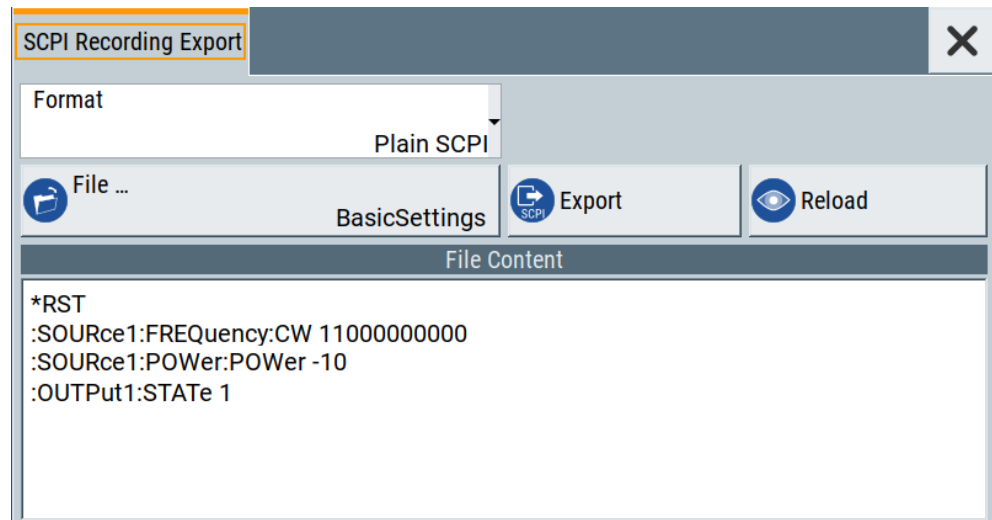 SCPI Recording Export
Format
Plain SCPI
File ...
BasicSettings
SCPI
Export
Reload
File Content
*RST
:SOURce1:FREQuency:CW 11000000000
:SOURce1:POWer:POWer -10
:OUTPut1:STATe 1